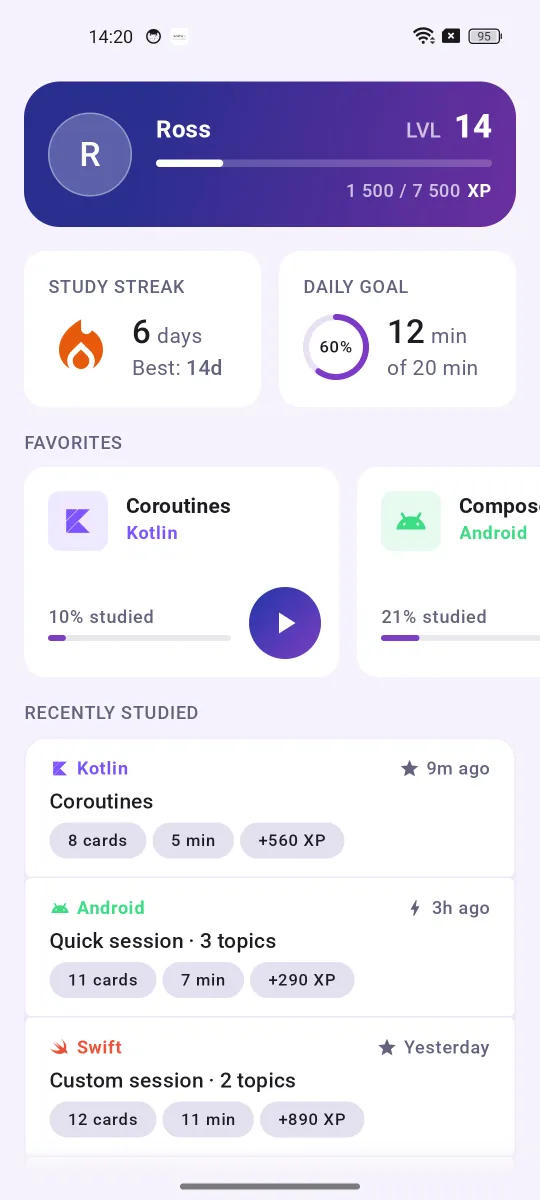 14:20
95
R
Ross
LVL 14
1 500 / 7 500 XP
STUDY STREAK
6 days
Best: 14d
DAILY GOAL
60%
12 min
of 20 min
FAVORITES
Coroutines
Kotlin
10% studied
Compos
Android
21% studied
RECENTLY STUDIED
Kotlin
9m ago
Coroutines
8 cards
5 min
+560 XP
Android
3h ago
Quick session · 3 topics
11 cards
7 min
+290 XP
Swift
Yesterday
Custom session · 2 topics
12 cards
11 min
+890 XP